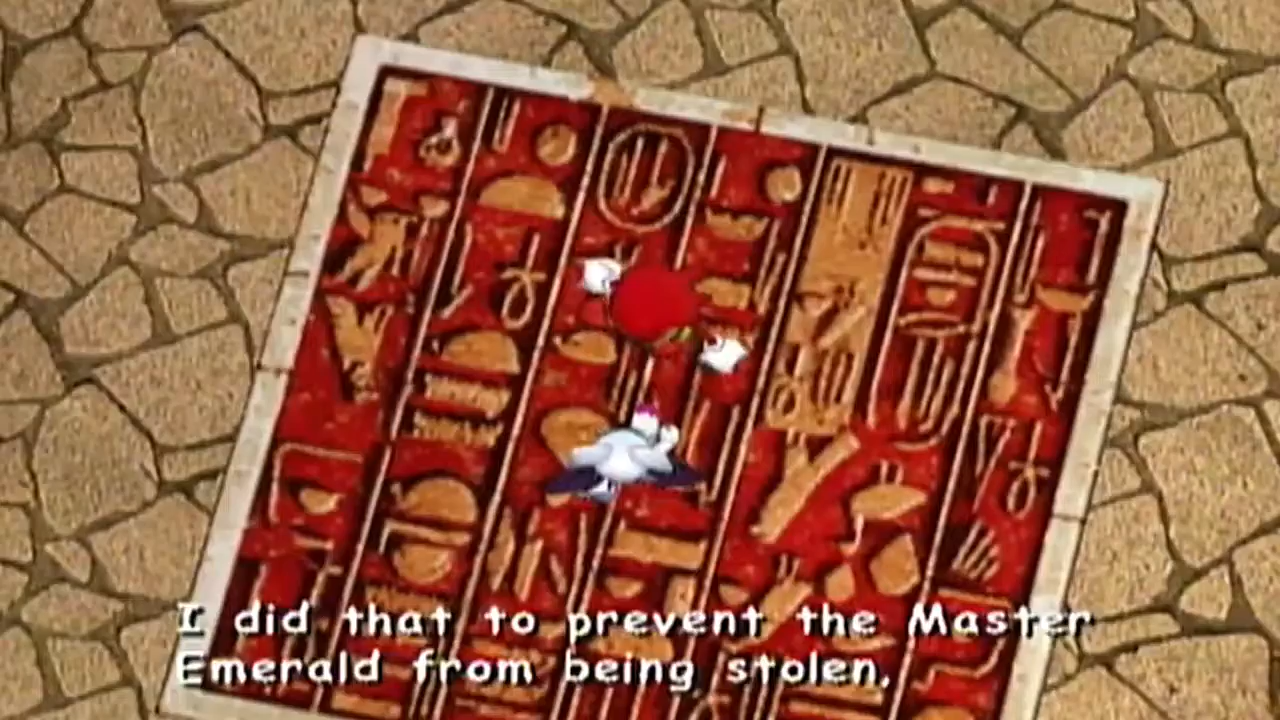 I did that to prevent the Master
Emerald from being stolen,